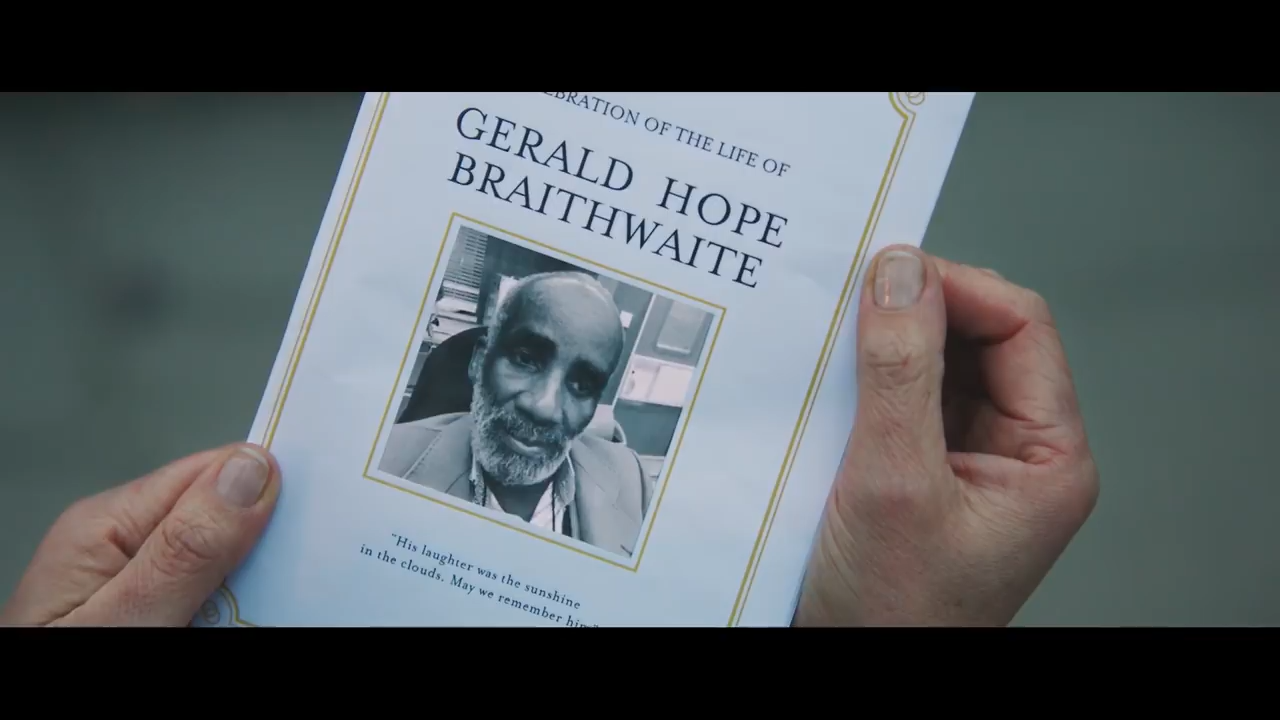 EBRATION OF THE LIFE OF
GERALD HOPE
BRAITHWAITE
"His laughter was the sunshine
in the clouds. May we remember him"